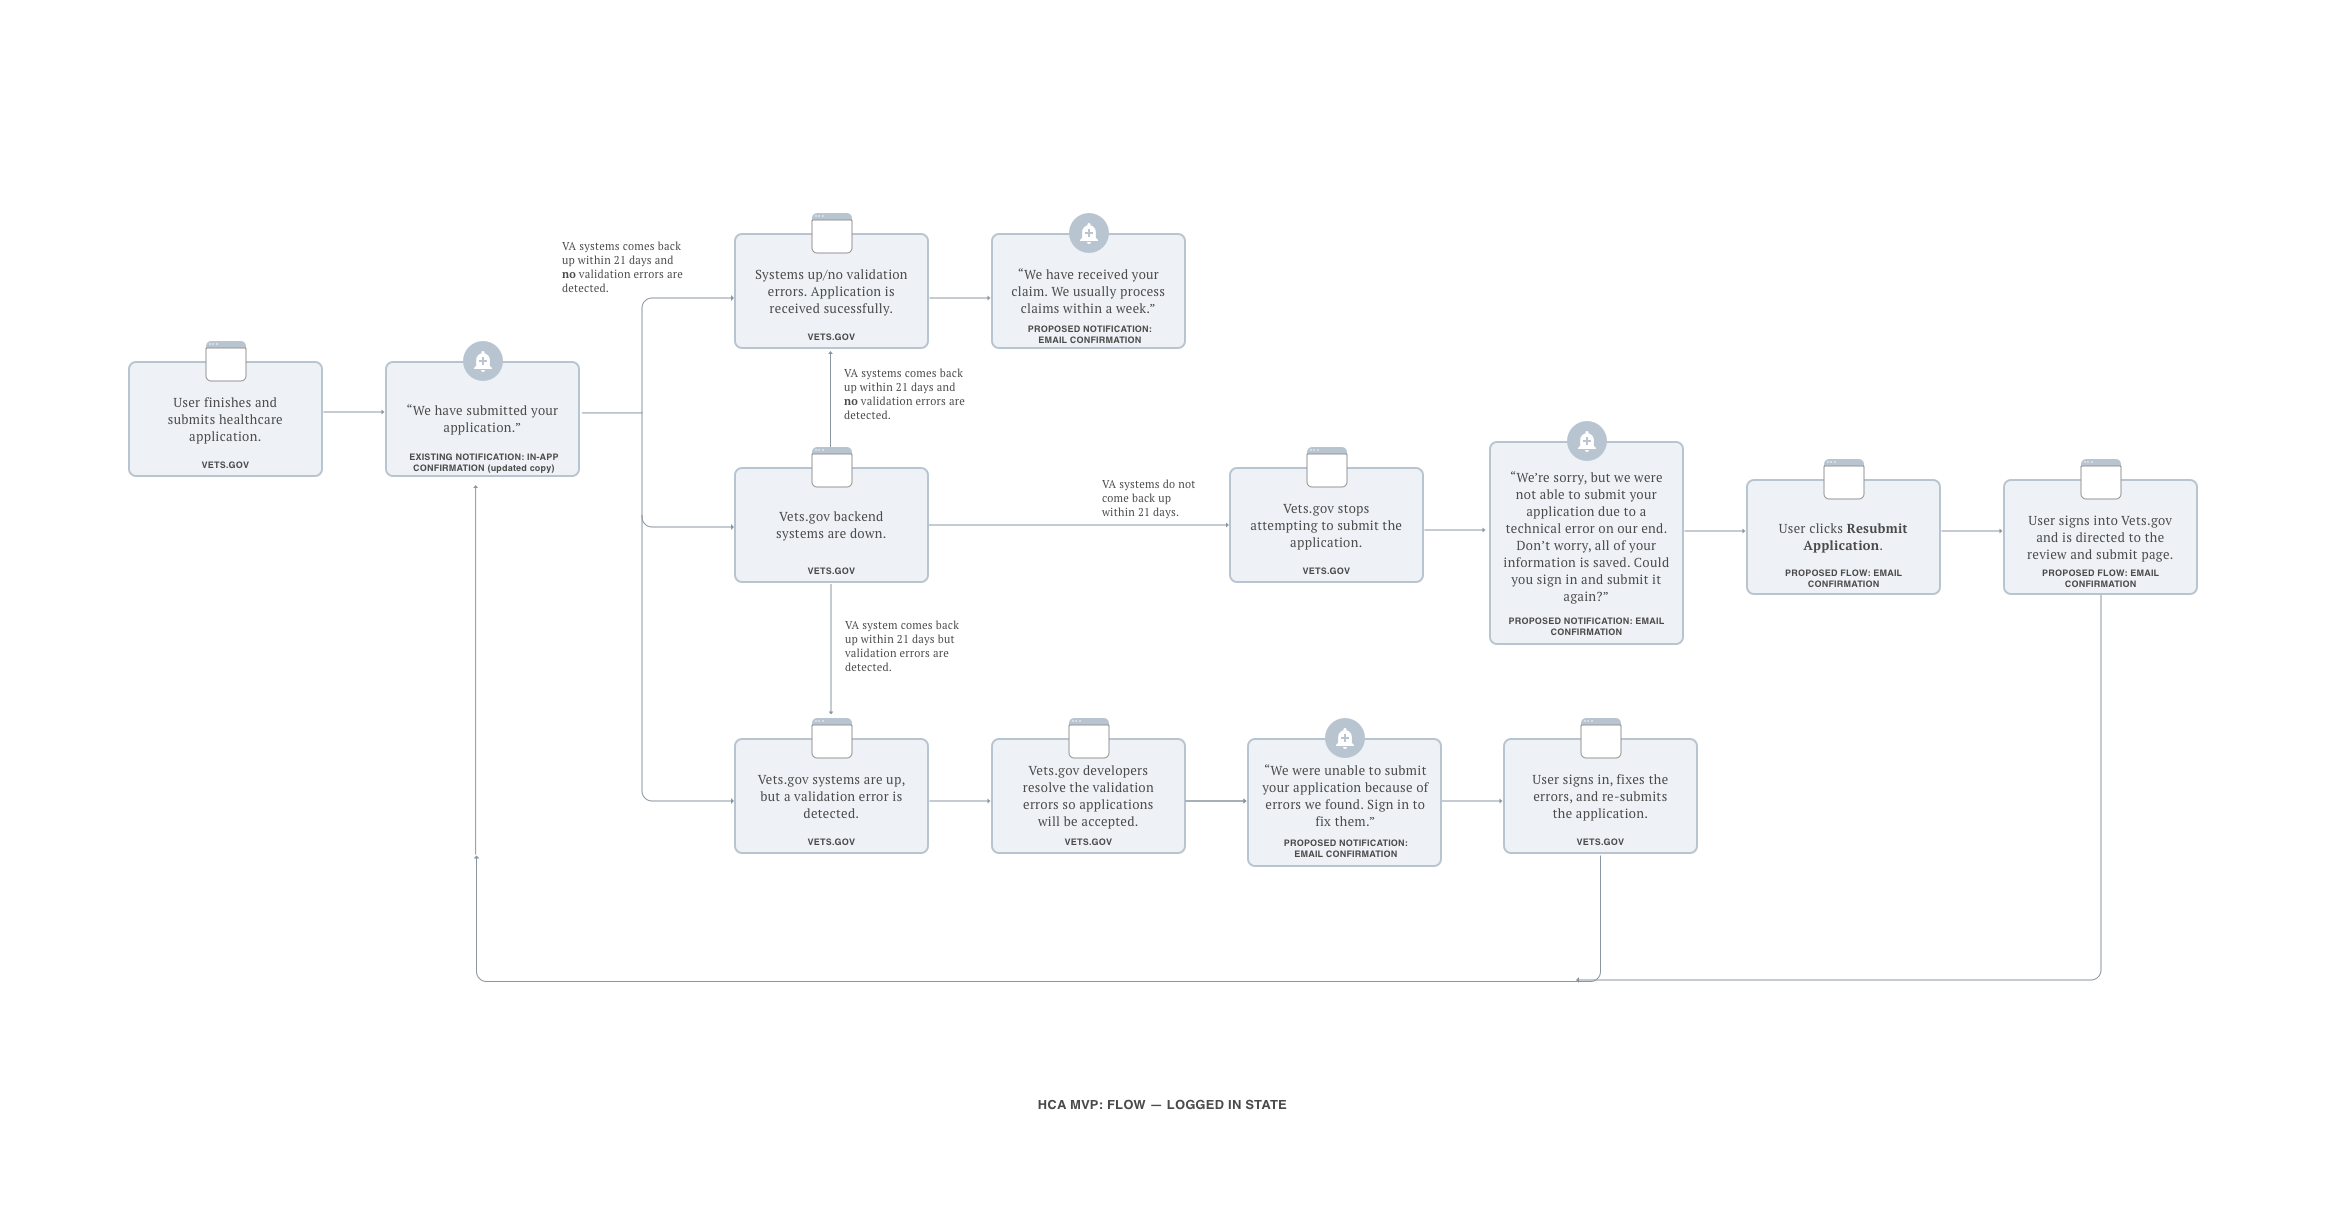 VA systems comes back
up within 21 days and
no validation errors are
detected.
Systems up/no validation
errors. Application is
received sucessfully.
VETS.GOV
“We have received your
claim. We usually process
claims within a week.”
PROPOSED NOTIFICATION:
EMAIL CONFIRMATION
User finishes and
submits healthcare
application.
VETS.GOV
“We have submitted your
application.”
EXISTING NOTIFICATION: IN-APP
CONFIRMATION (updated copy)
VA systems comes back
up within 21 days and
no validation errors are
detected.
Vets.gov backend
systems are down.
VETS.GOV
VA systems do not
come back up
within 21 days.
Vets.gov stops
attempting to submit the
application.
VETS.GOV
“We’re sorry, but we were
not able to submit your
application due to a
technical error on our end.
Don’t worry, all of your
information is saved. Could
you sign in and submit it
again?”
PROPOSED NOTIFICATION: EMAIL
CONFIRMATION
User clicks Resubmit
Application.
PROPOSED FLOW: EMAIL
CONFIRMATION
User signs into Vets.gov
and is directed to the
review and submit page.
PROPOSED FLOW: EMAIL
CONFIRMATION
VA system comes back
up within 21 days but
validation errors are
detected.
Vets.gov systems are up,
but a validation error is
detected.
VETS.GOV
Vets.gov developers
resolve the validation
errors so applications
will be accepted.
VETS.GOV
“We were unable to submit
your application because of
errors we found. Sign in to
fix them.”
PROPOSED NOTIFICATION:
EMAIL CONFIRMATION
User signs in, fixes the
errors, and re-submits
the application.
VETS.GOV
HCA MVP: FLOW — LOGGED IN STATE